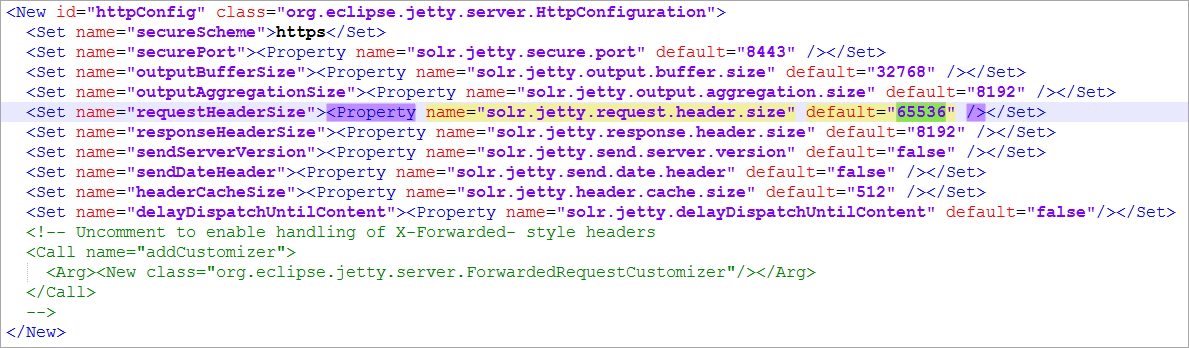 <New id="httpConfig" class="org.eclipse.jetty.server.HttpConfiguration">
<Set name="secureScheme">https</Set>
<Set name="securePort"><Property name="solr.jetty.secure.port" default="8443" /></Set>
<Set name="outputBufferSize"><Property name="solr.jetty.output.buffer.size" default="32768" /></Set>
<Set name="outputAggregationSize"><Property name="solr.jetty.output.aggregation.size" default="8192" /></Set>
<Set name="requestHeaderSize"><Property name="solr.jetty.request.header.size" default="65536" /></Set>
<Set name="responseHeaderSize"><Property name="solr.jetty.response.header.size" default="8192" /></Set>
<Set name="sendServerVersion"><Property name="solr.jetty.send.server.version" default="false" /></Set>
<Set name="sendDateHeader"><Property name="solr.jetty.send.date.header" default="false" /></Set>
<Set name="headerCacheSize"><Property name="solr.jetty.header.cache.size" default="512" /></Set>
<Set name="delayDispatchUntilContent"><Property name="solr.jetty.delayDispatchUntilContent" default="false"/></Set>
<!-- Uncomment to enable handling of X-Forwarded- style headers
<Call name="addCustomizer">
<Arg><New class="org.eclipse.jetty.server.ForwardedRequestCustomizer"/></Arg>
</Call>
-->
</New>